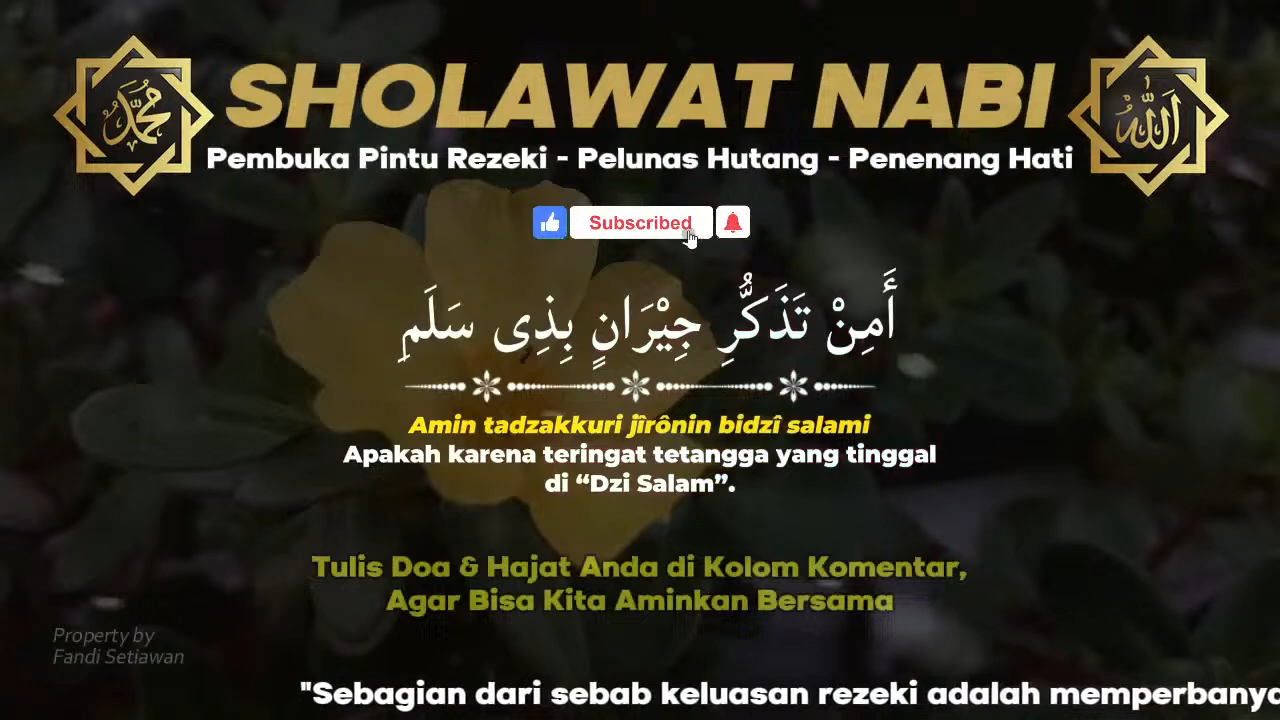 محمد
SHOLAWAT NABI
الله
Pembuka Pintu Rezeki - Pelunas Hutang - Penenang Hati
Subscribed
أَمِنْ تَذَكُّرِ جِيْرَانٍ بِذِى سَلَمِ
Amin tadzakkuri jîrônin bidzî salami
Apakah karena teringat tetangga yang tinggal
di “Dzi Salam”.
Tulis Doa & Hajat Anda di Kolom Komentar,
Agar Bisa Kita Aminkan Bersama
Property by
Fandi Setiawan
"Sebagian dari sebab keluasan rezeki adalah memperbanya